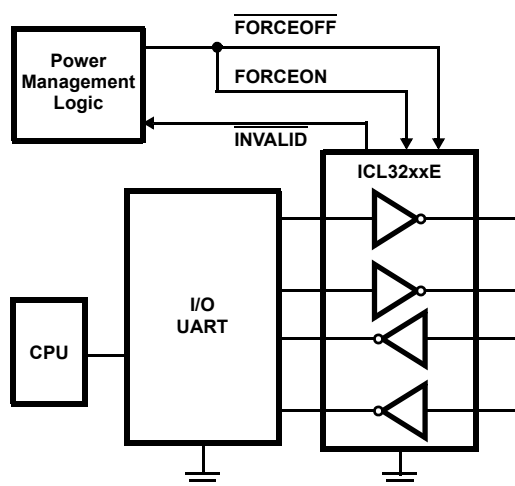 FORCEOFF
Power
Management
Logic
FORCEON
INVALID
ICL32xxE
I/O
UART
CPU